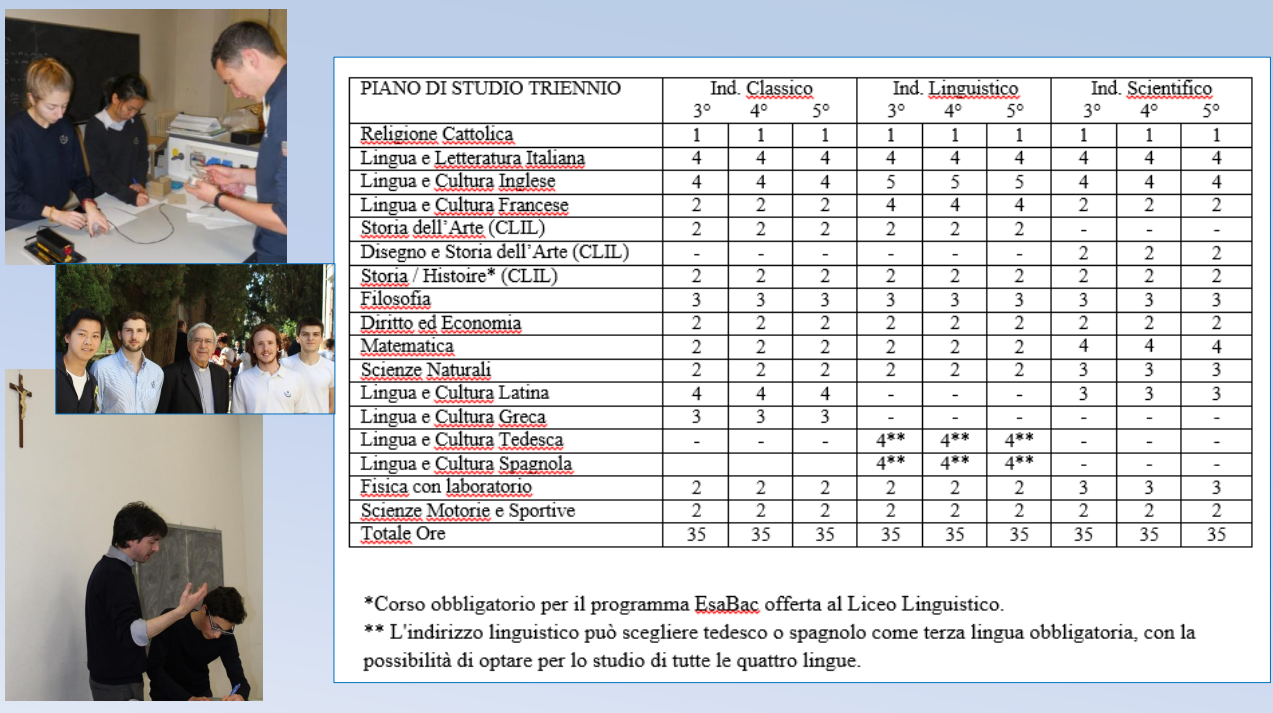 PIANO DI STUDIO TRIENNIO Ind. Classico Ind. Linguistico Ind. Scientifico
3° 4° 5° 3° 4° 5° 3° 4° 5°
Religione Cattolica 1 1 1 1 1 1 1 1 1
Lingua e Letteratura Italiana 4 4 4 4 4 4 4 4 4
Lingua e Cultura Inglese 4 4 4 5 5 5 4 4 4
Lingua e Cultura Francese 2 2 2 4 4 4 2 2 2
Storia dell'Arte (CLIL) 2 2 2 2 2 2 - - -
Disegno e Storia dell'Arte (CLIL) - - - - - - 2 2 2
Storia / Histoire* (CLIL) 2 2 2 2 2 2 2 2 2
Filosofia 3 3 3 3 3 3 3 3 3
Diritto ed Economia 2 2 2 2 2 2 2 2 2
Matematica 2 2 2 2 2 2 4 4 4
Scienze Naturali 2 2 2 2 2 2 3 3 3
Lingua e Cultura Latina 4 4 4 - - - 3 3 3
Lingua e Cultura Greca 3 3 3 - - - - - -
Lingua e Cultura Tedesca - - - 4** 4** 4** - - -
Lingua e Cultura Spagnola 4** 4** 4** - - -
Fisica con laboratorio 2 2 2 2 2 2 3 3 3
Scienze Motorie e Sportive 2 2 2 2 2 2 2 2 2
Totale Ore 35 35 35 35 35 35 35 35 35
*Corso obbligatorio per il programma EsaBac offerta al Liceo Linguistico.
** L'indirizzo linguistico può scegliere tedesco o spagnolo come terza lingua obbligatoria, con la
possibilità di optare per lo studio di tutte le quattro lingue.